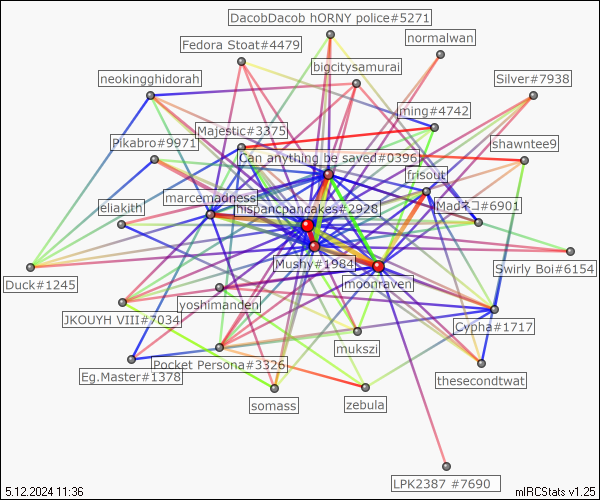 DacobDacob hORNY police#5271
normalwan
Fedora Stoat#4479
bigcitysamurai
neokingghidorah
Silver#7938
ming#4742
Majestic#3375
Pikabro#9971
shawntee9
Can anything be saved#0396
frisout
marcemadness
Madネコ#6901
hispancpancakes#2928
eliakith
Mushy#1984
Swirly Boi#6154
Duck#1245
moonraven
yoshimanden
JKOUYH VIII#7034
Cypha#1717
mukszi
Pocket Persona#3326
Eg.Master#1378
thesecondtwat
somass
zebula
LPK2387 ^#7690
5.12.2024 11:36
mIRCStats v1.25